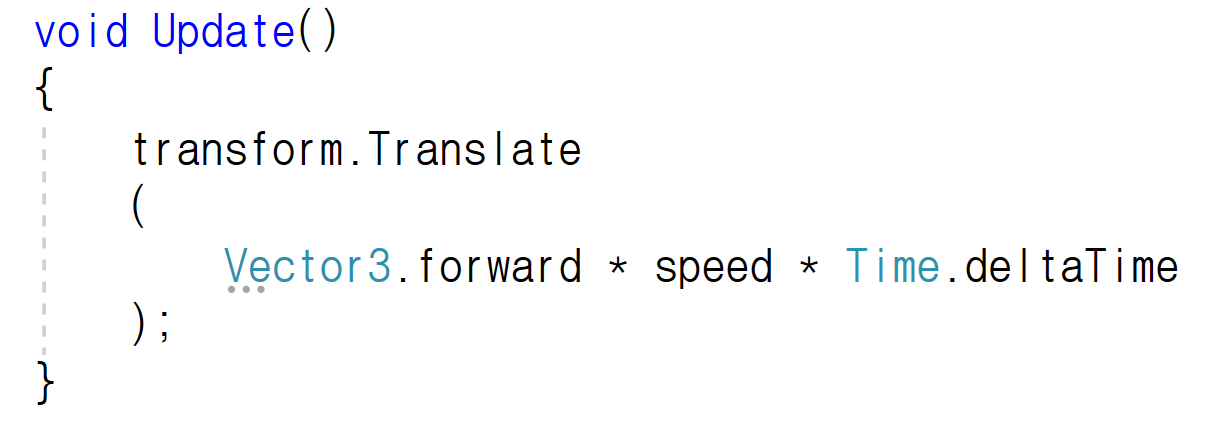 void Update()
{
transform.Translate
(
Vector3.forward * speed * Time.deltaTime
);
}